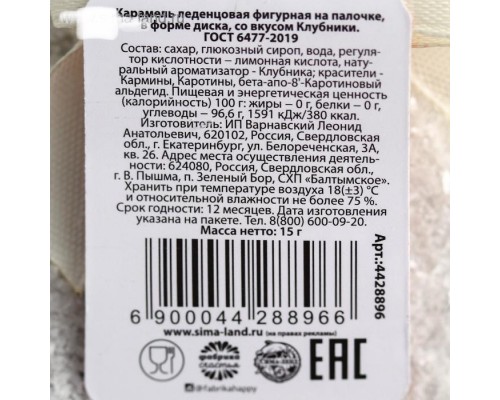 Карамель леденцовая фигурная на палочке,
в форме диска, со вкусом Клубники.
ГОСТ 6477-2019
Состав: сахар, глюкозный сироп, вода, регуля-
тор кислотности – лимонная кислота, нату-
ральный ароматизатор - Клубника; красители -
Кармины, Каротины, бета-апо-8'-Каротиновый
альдегид. Пищевая и энергетическая ценность
(калорийность) 100 г: жиры – 0 г, белки – 0 г,
углеводы – 96,6 г, 1591 кДж/380 ккал.
Изготовитель: ИП Варнавский Леонид
Анатольевич, 620102, Россия, Свердловская
обл., г. Екатеринбург, ул. Белореченская, 3А,
кв. 26. Адрес места осуществления деятель-
ности: 624080, Россия, Свердловская обл.,
г. В. Пышма, п. Зеленый Бор, СХП «Балтымское».
Хранить при температуре воздуха 18(±3) °C
и относительной влажности не более 75 %.
Срок годности: 12 месяцев. Дата изготовления
указана на пакете. Тел. 8(800) 600-09-20.
Масса нетто: 15 г
Арт.:4428896
6 900044 288966
www.sima-land.ru (на правах рекламы)
фабрика
счастья
EAC
@fabrikahappy